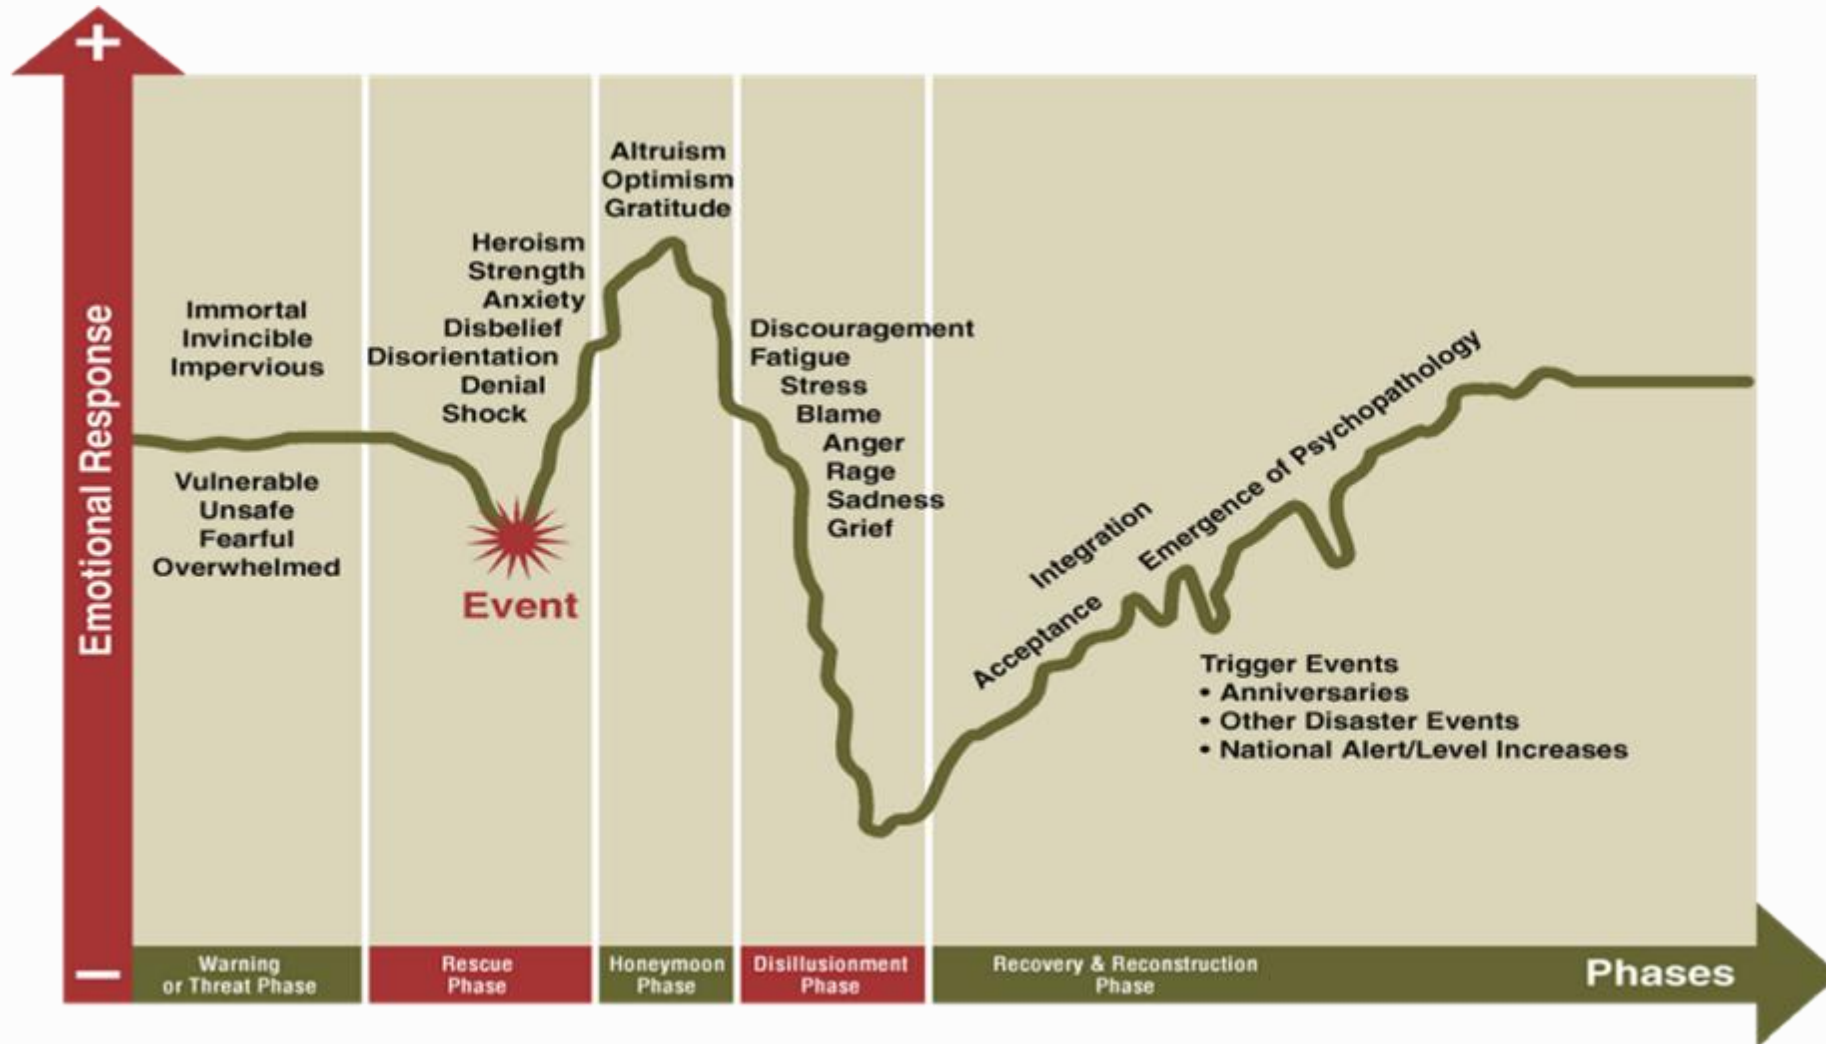 +
Emotional Response
—
Immortal
Invincible
Impervious
Vulnerable
Unsafe
Fearful
Overwhelmed
Heroism
Strength
Anxiety
Disbelief
Disorientation
Denial
Shock
Event
Altruism
Optimism
Gratitude
Discouragement
Fatigue
Stress
Blame
Anger
Rage
Sadness
Grief
Acceptance
Integration
Emergence of Psychopathology
Trigger Events
• Anniversaries
• Other Disaster Events
• National Alert/Level Increases
Warning
or Threat Phase
Rescue
Phase
Honeymoon
Phase
Disillusionment
Phase
Recovery & Reconstruction
Phase
Phases